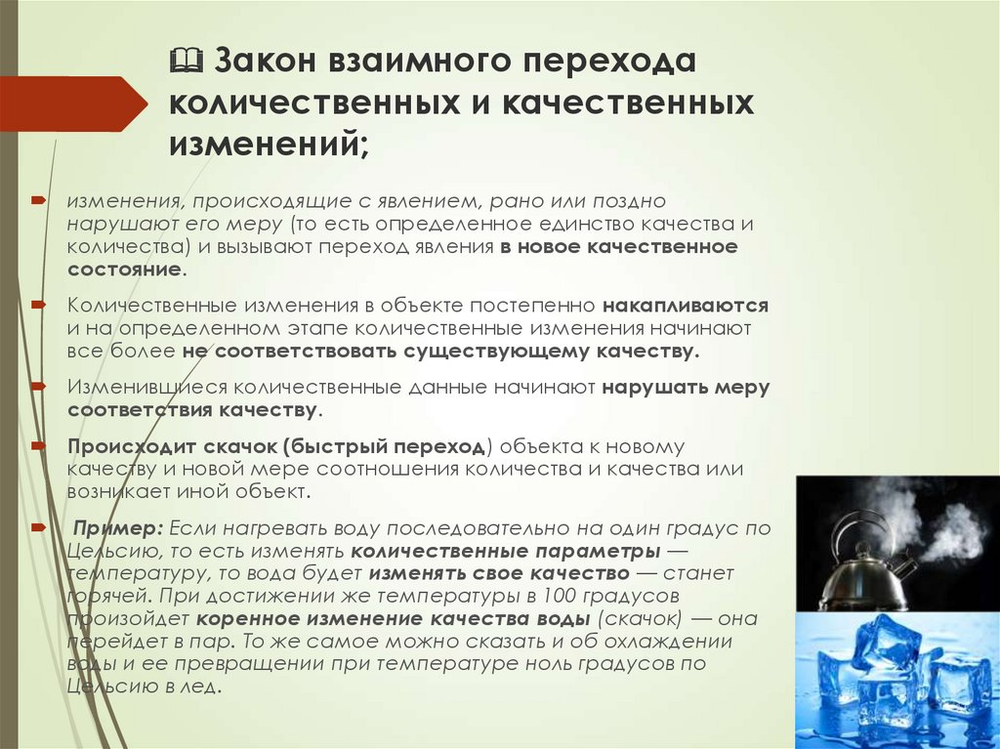 🕮 Закон взаимного перехода
количественных и качественных
изменений;
изменения, происходящие с явлением, рано или поздно
нарушают его меру (то есть определенное единство качества и
количества) и вызывают переход явления в новое качественное
состояние.
Количественные изменения в объекте постепенно накапливаются
и на определенном этапе количественные изменения начинают
все более не соответствовать существующему качеству.
Изменившиеся количественные данные начинают нарушать меру
соответствия качеству.
Происходит скачок (быстрый переход) объекта к новому
качеству и новой мере соотношения количества и качества или
возникает иной объект.
Пример: Если нагревать воду последовательно на один градус по
Цельсию, то есть изменять количественные параметры —
температуру, то вода будет изменять свое качество — станет
горячей. При достижении же температуры в 100 градусов
произойдет коренное изменение качества воды (скачок) — она
перейдет в пар. То же самое можно сказать и об охлаждении
воды и ее превращении при температуре ноль градусов по
Цельсию в лед.